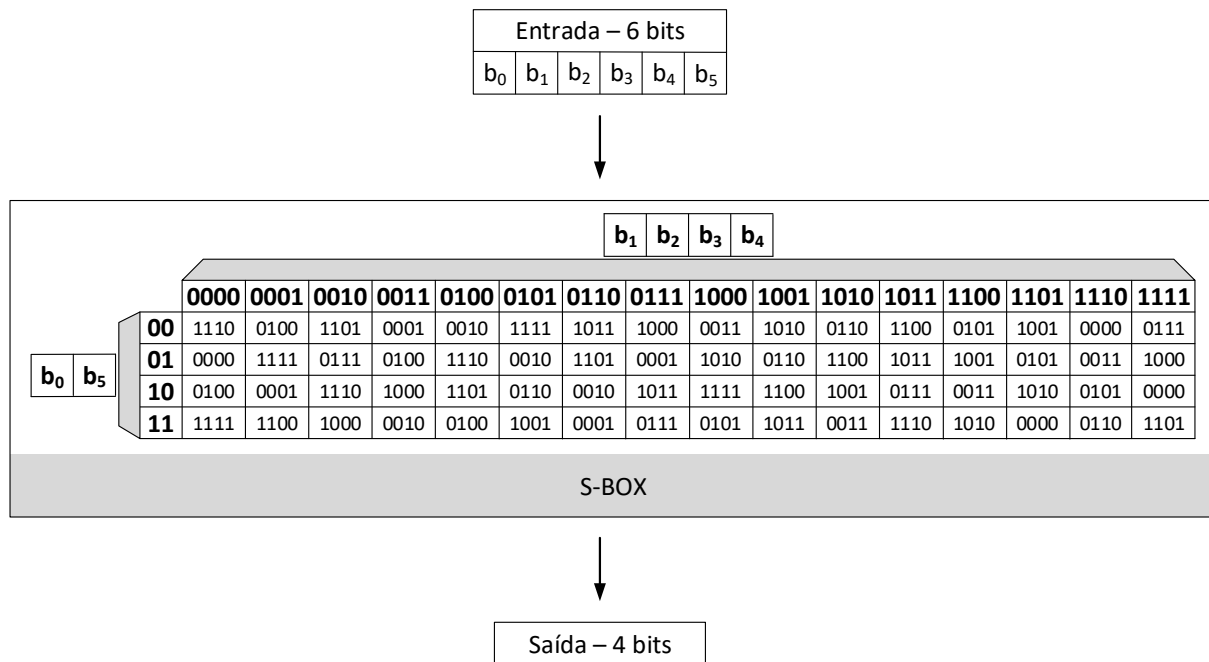 Entrada – 6 bits
b₀ b₁ b₂ b₃ b₄ b₅
b₁ b₂ b₃ b₄
0000 0001 0010 0011 0100 0101 0110 0111 1000 1001 1010 1011 1100 1101 1110 1111
00 1110 0100 1101 0001 0010 1111 1011 1000 0011 1010 0110 1100 0101 1001 0000 0111
01 0000 1111 0111 0100 1110 0010 1101 0001 1010 0110 1100 1011 1001 0101 0011 1000
b₀ b₅
10 0100 0001 1110 1000 1101 0110 0010 1011 1111 1100 1001 0111 0011 1010 0101 0000
11 1111 1100 1000 0010 0100 1001 0001 0111 0101 1011 0011 1110 1010 0000 0110 1101
S-BOX
Saída – 4 bits